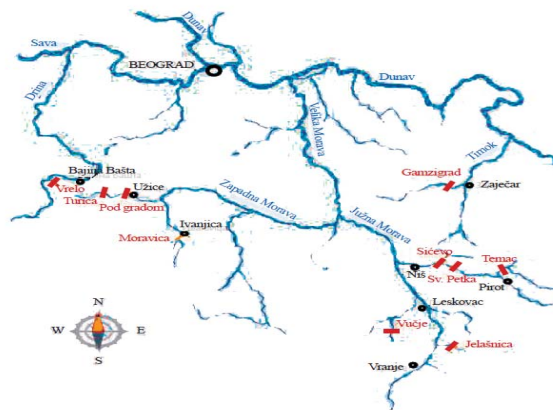 Dunav
Sava
BEOGRAD
Dunav
Drina
Velika Morava
Timok
Bajina Bašta
Gamzigrad
Zaječar
Vrelo
Užice
Turica
Pod gradom
Zapadna Morava
Ivanjica
Južna Morava
Moravica
Sićevo
Temac
Niš
Sv. Petka
Pirot
Leskovac
N
W
E
S
Vučje
Jelašnica
Vranje